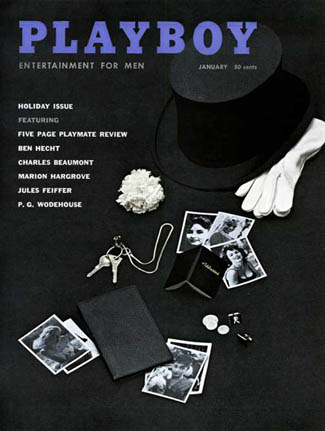 PLAYBOY
ENTERTAINMENT FOR MEN JANUARY 50 cents
HOLIDAY ISSUE
FEATURING
FIVE PAGE PLAYMATE REVIEW
BEN HECHT
CHARLES BEAUMONT
MARION HARGROVE
JULES FEIFFER
P. G. WODEHOUSE